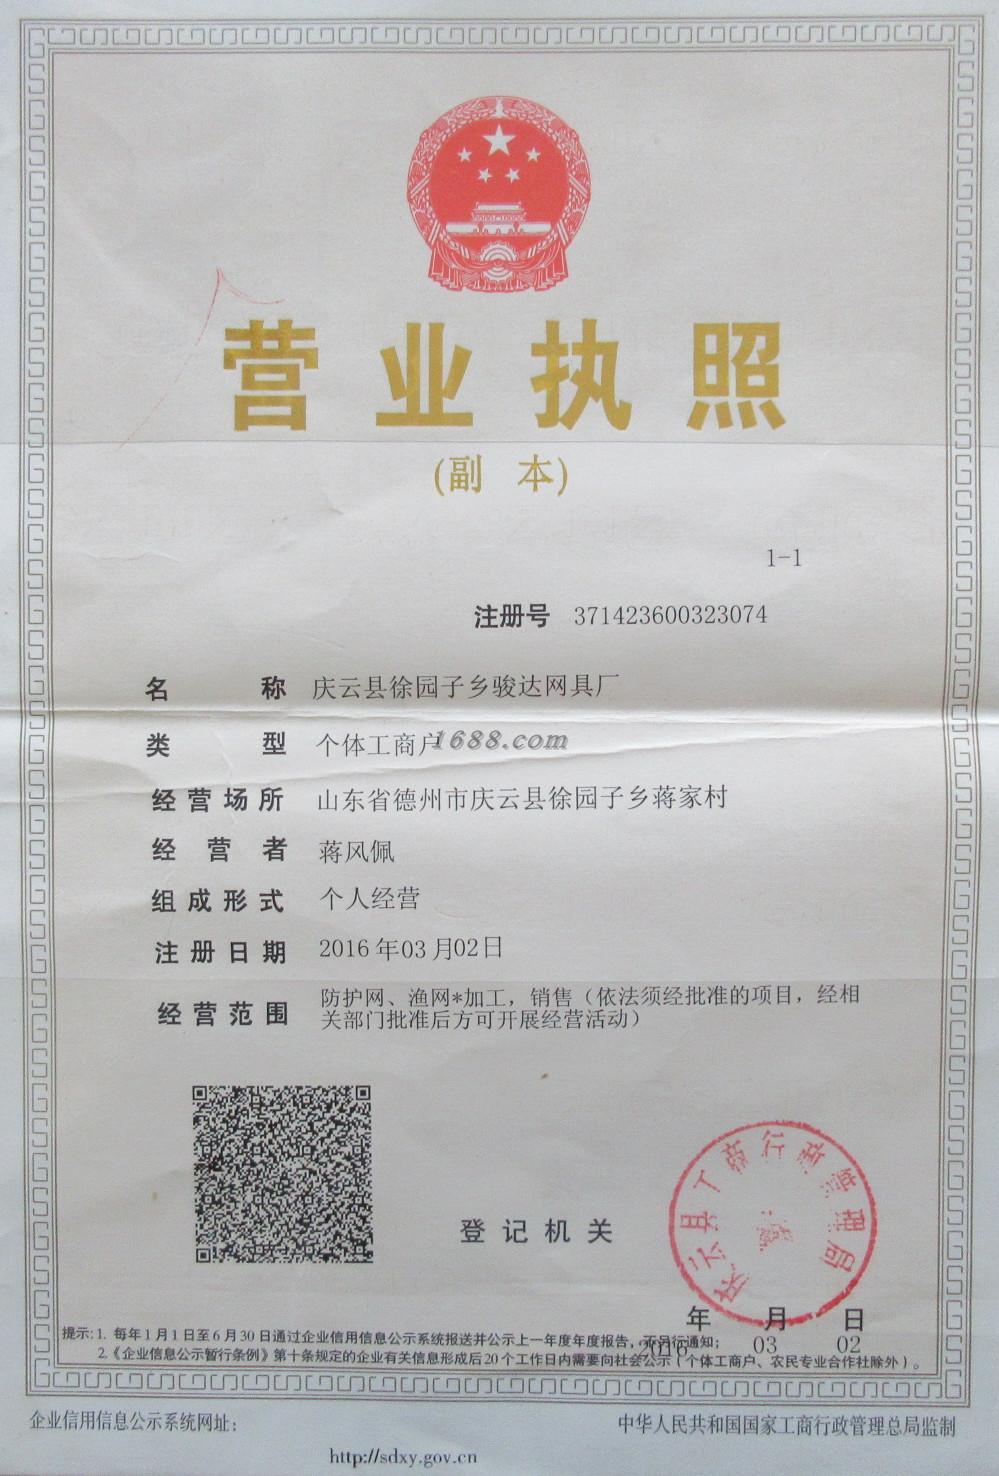 营业执照
(副 本)
1-1
注册号 371423600323074
名称 庆云县徐园子乡骏达网具厂
类型 个体工商户
1688.com
经营场所 山东省德州市庆云县徐园子乡蒋家村
经营者 蒋风佩
组成形式 个人经营
注册日期 2016年03月02日
经营范围 防护网、渔网*加工，销售（依法须经批准的项目，经相
关部门批准后方可开展经营活动）
登记机关
庆云县工商行政管理局
年 月 日
2016 03 02
提示：1. 每年1月1日至6月30日通过企业信用信息公示系统报送并公示上一年度年度报告，不另行通知；
2.《企业信息公示暂行条例》第十条规定的企业有关信息形成后20个工作日内需要向社会公示（个体工商户、农民专业合作社除外）。
企业信用信息公示系统网址：
http://sdxy.gov.cn
中华人民共和国国家工商行政管理总局监制